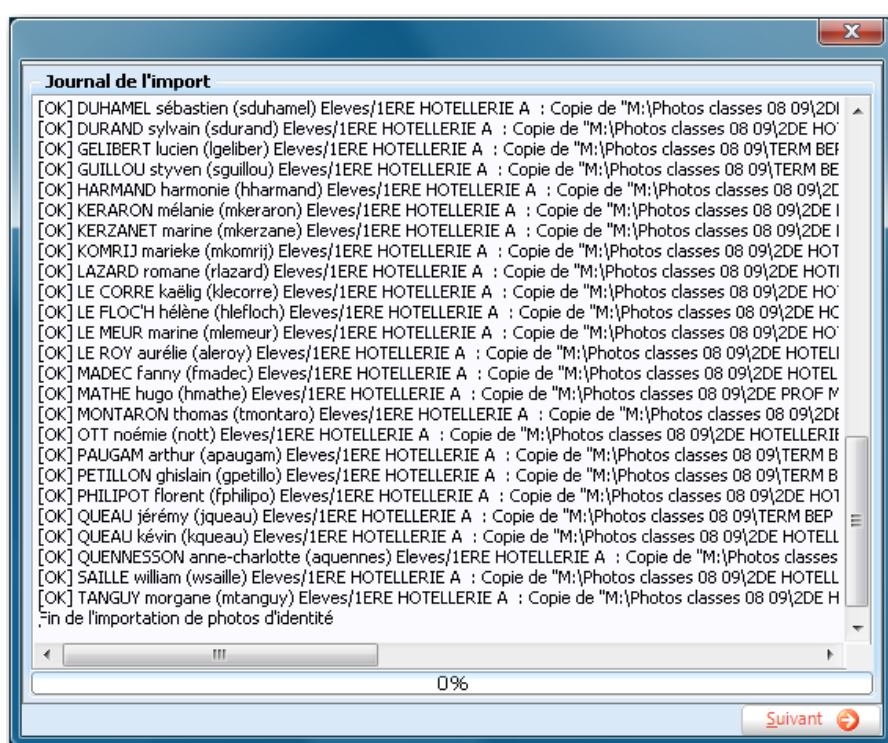 Journal de l'import
[OK] DUHAMEL sébastien (sduhamel) Eleves/1ERE HOTELLERIE A : Copie de "M:\Photos classes 08 09\2DI
[OK] DURAND sylvain (sdurand) Eleves/1ERE HOTELLERIE A : Copie de "M:\Photos classes 08 09\2DE HO
[OK] GELIBERT lucien (lgeliber) Eleves/1ERE HOTELLERIE A : Copie de "M:\Photos classes 08 09\TERM BEF
[OK] GUILLOU styven (sguillou) Eleves/1ERE HOTELLERIE A : Copie de "M:\Photos classes 08 09\TERM BE
[OK] HARMAND harmonie (hharmand) Eleves/1ERE HOTELLERIE A : Copie de "M:\Photos classes 08 09\2D
[OK] KERARON mélanie (mkeraron) Eleves/1ERE HOTELLERIE A : Copie de "M:\Photos classes 08 09\2DE
[OK] KERZANET marine (mkerzane) Eleves/1ERE HOTELLERIE A : Copie de "M:\Photos classes 08 09\2DE
[OK] KOMRIJ marieke (mkomrij) Eleves/1ERE HOTELLERIE A : Copie de "M:\Photos classes 08 09\2DE HOT
[OK] LAZARD romane (rlazard) Eleves/1ERE HOTELLERIE A : Copie de "M:\Photos classes 08 09\2DE HOTI
[OK] LE CORRE kaëlig (klecorre) Eleves/1ERE HOTELLERIE A : Copie de "M:\Photos classes 08 09\2DE HO
[OK] LE FLOC'H hélène (hlefloch) Eleves/1ERE HOTELLERIE A : Copie de "M:\Photos classes 08 09\2DE HC
[OK] LE MEUR marine (mlemeur) Eleves/1ERE HOTELLERIE A : Copie de "M:\Photos classes 08 09\2DE HO
[OK] LE ROY aurélie (aleroy) Eleves/1ERE HOTELLERIE A : Copie de "M:\Photos classes 08 09\2DE HOTELI
[OK] MADEC fanny (fmadec) Eleves/1ERE HOTELLERIE A : Copie de "M:\Photos classes 08 09\2DE HOTEL
[OK] MATHE hugo (hmathe) Eleves/1ERE HOTELLERIE A : Copie de "M:\Photos classes 08 09\2DE PROF M
[OK] MONTARON thomas (tmontaro) Eleves/1ERE HOTELLERIE A : Copie de "M:\Photos classes 08 09\2DE
[OK] OTT noémie (nott) Eleves/1ERE HOTELLERIE A : Copie de "M:\Photos classes 08 09\2DE HOTELLERIE
[OK] PAUGAM arthur (apaugam) Eleves/1ERE HOTELLERIE A : Copie de "M:\Photos classes 08 09\TERM B
[OK] PETILLON ghislain (gpetillo) Eleves/1ERE HOTELLERIE A : Copie de "M:\Photos classes 08 09\TERM B
[OK] PHILIPOT florent (fphilipo) Eleves/1ERE HOTELLERIE A : Copie de "M:\Photos classes 08 09\2DE HOT
[OK] QUEAU jérémy (jqueau) Eleves/1ERE HOTELLERIE A : Copie de "M:\Photos classes 08 09\TERM BEP
[OK] QUEAU kévin (kqueau) Eleves/1ERE HOTELLERIE A : Copie de "M:\Photos classes 08 09\2DE HOTELL
[OK] QUENNESSON anne-charlotte (aquennes) Eleves/1ERE HOTELLERIE A : Copie de "M:\Photos classes
[OK] SAILLE william (wsaille) Eleves/1ERE HOTELLERIE A : Copie de "M:\Photos classes 08 09\2DE HOTELL
[OK] TANGUY morgane (mtanguy) Eleves/1ERE HOTELLERIE A : Copie de "M:\Photos classes 08 09\2DE H
Fin de l'importation de photos d'identité
0%
Suivant